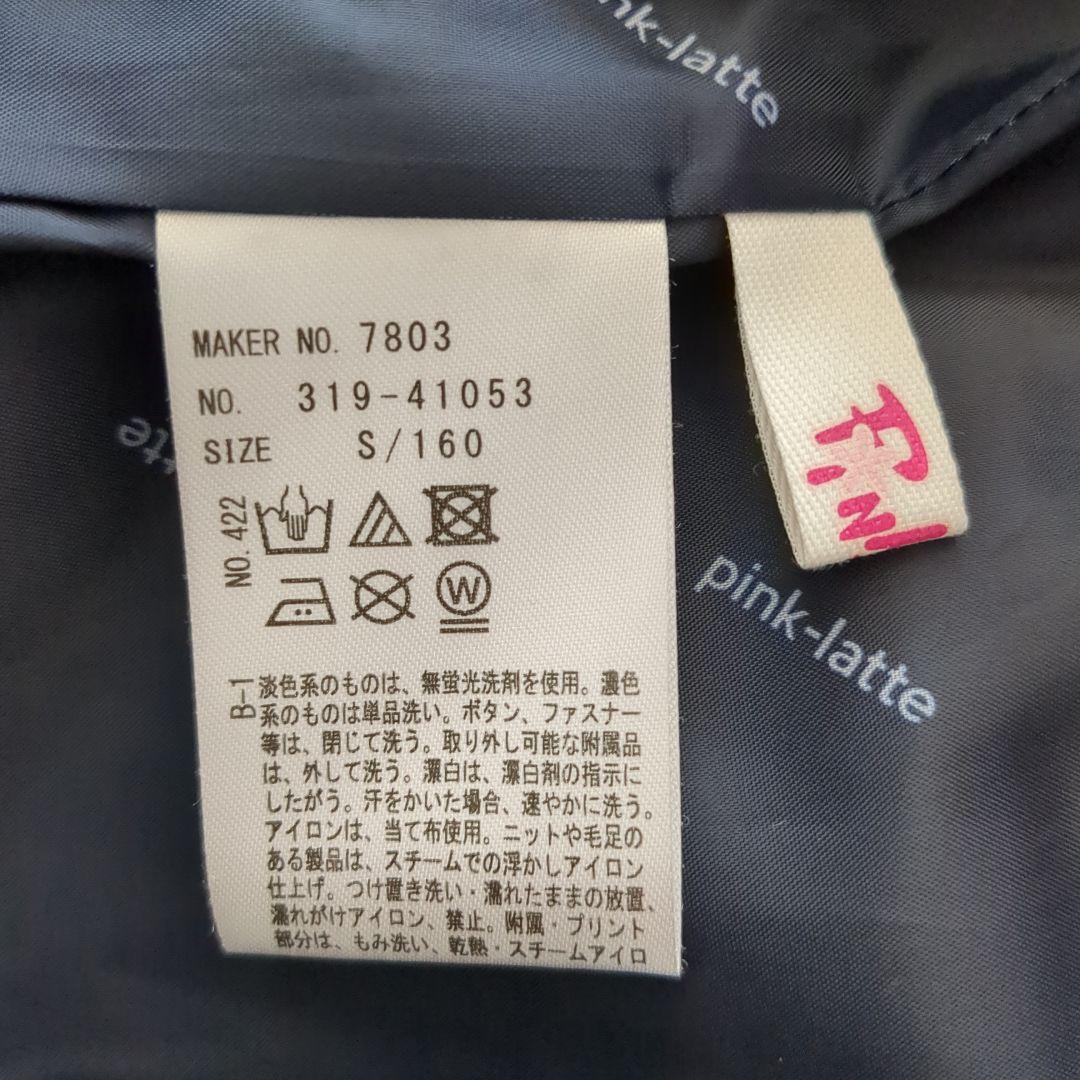 nk-latte
MAKER NO. 7803
NO. 319-41053
SIZE S/160
NO. 422
W
B-1
淡色系のものは、無蛍光洗剤を使用。濃色
系のものは単品洗い。ボタン、ファスナー
等は、閉じて洗う。取り外し可能な附属品
は、外して洗う。漂白は、漂白剤の指示に
したがう。汗をかいた場合、速やかに洗う。
アイロンは、当て布使用。ニットや毛足の
ある製品は、スチームでの浮かしアイロン
仕上げ。つけ置き洗い・濡れたままの放置、
濡れがけアイロン、禁止。附属・プリント
部分は、もみ洗い、乾熱・スチームアイロ
pink-latte
tte